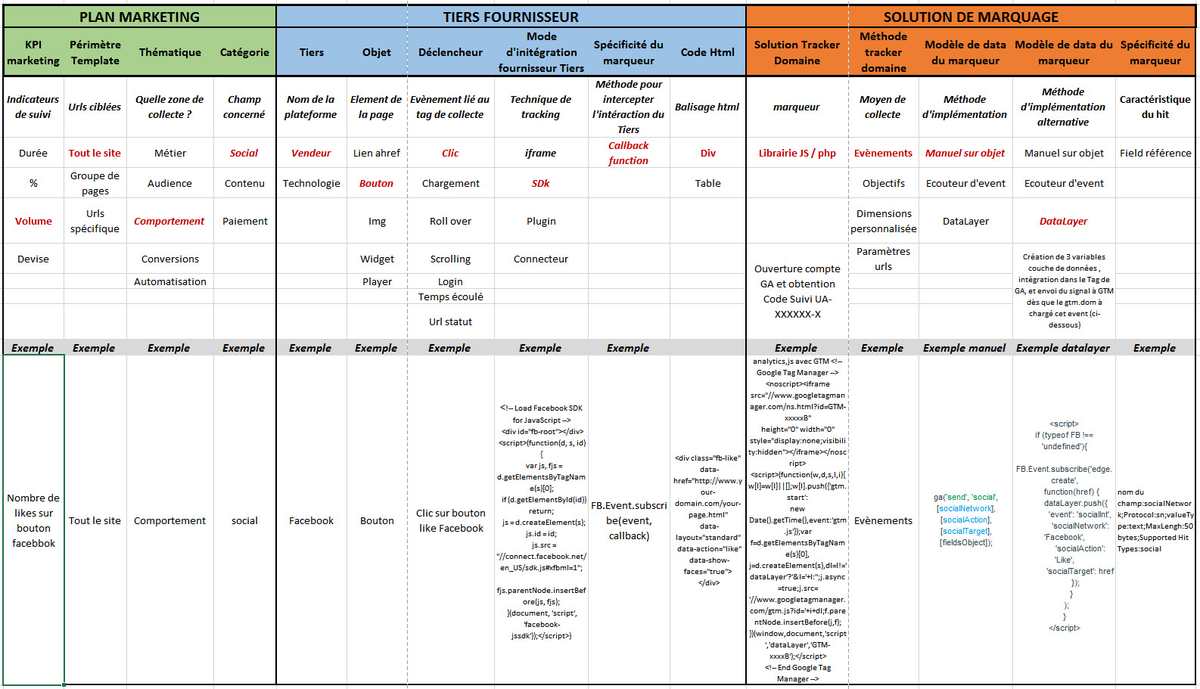 PLAN MARKETING
TIERS FOURNISSEUR
SOLUTION DE MARQUAGE
KPI
marketing
Périmètre
Template
Thématique
Catégorie
Tiers
Objet
Déclencheur
Mode
d'initégration
fournisseur Tiers
Spécificité du
marqueur
Code Html
Solution Tracker
Domaine
Méthode
tracker
domaine
Modèle de data
du marqueur
Modèle de data du
marqueur
Spécificité du
marqueur
Indicateurs
de suivi
Urls ciblées
Quelle zone de
collecte ?
Champ
concerné
Nom de la
plateforme
Element de
la page
Evènement lié au
tag de collecte
Technique de
tracking
Méthode pour
intercepter
l'intéraction du
Tiers
Balisage html
marqueur
Moyen de
collecte
Méthode
d'implémentation
Méthode
d'implémentation
alternative
Caractéristique
du hit
Durée
Tout le site
Métier
Social
Vendeur
Lien ahref
Clic
iframe
Callback
function
Div
Librairie JS / php
Evènements
Manuel sur objet
Manuel sur objet
Field référence
%
Groupe de
pages
Audience
Contenu
Technologie
Bouton
Chargement
SDk
Table
Objectifs
Ecouteur d'event
Ecouteur d'event
Volume
Urls
spécifique
Comportement
Paiement
Img
Roll over
Plugin
Dimensions
personnalisée
DataLayer
DataLayer
Devise
Conversions
Widget
Scrolling
Connecteur
Paramètres
urls
Automatisation
Player
Login
Temps écoulé
Url statut
Ouverture compte
GA et obtention
Code Suivi UA-
XXXXXX-X
Création de 3 variables
couche de données ,
intégration dans le Tag de
GA, et envoi du signal à GTM
dès que le gtm.dom à
chargé cet event (ci-
dessous)
Exemple
Exemple
Exemple
Exemple
Exemple
Exemple
Exemple
Exemple
Exemple
Exemple
Exemple
Exemple manuel
Exemple datalayer
Exemple
Nombre de
likes sur
bouton
facebbok
Tout le site
Comportement
social
Facebook
Bouton
Clic sur bouton
like Facebook
<!-- Load Facebook SDK
for JavaScript -->
<div id="fb-root"></div>
<script>(function(d, s, id)
{
var js, fjs =
d.getElementsByTagName
(s)[0];
if (d.getElementById(id))
return;
js = d.createElement(s);
js.id = id;
js.src =
"//connect.facebook.net/
en_US/sdk.js#xfbml=1";
fjs.parentNode.insertBef
ore(js, fjs);
}(document, 'script',
'facebook-
jssdk'));</script>}
FB.Event.subscri
be(event,
callback)
<div class="fb-like"
data-
href="http://www.y
our-
domain.com/your-
page.html"
data-
layout="standard"
data-action="like"
data-show-
faces="true">
</div>
analytics,js avec GTM <!--
Google Tag Manager -->
<noscript><iframe
src="//www.googletagman
ager.com/ns.html?id=GTM-
xxxxxB"
height="0" width="0"
style="display:none;visibili
ty:hidden"></iframe></nosc
ript>
<script>(function(w,d,s,l,i){
w[l]=w[l]||[];w[l].push({'gtm.
start':
new
Date().getTime(),event:'gtm
.js'});var
f=d.getElementsByTagNam
e(s)[0],
j=d.createElement(s),dl=l!='
dataLayer'?'&l='+l:'';j.async
=true;j.src=
'//www.googletagmanager.
com/gtm.js?id='+i+dl;f.pare
ntNode.insertBefore(j,f);
})(window,document,'script
','dataLayer','GTM-
xxxxB');</script>
<!-- End Google Tag
Manager -->
Evènements
ga('send', 'social',
[socialNetwork],
[socialAction],
[socialTarget],
[fieldsObject]);
<script>
if (typeof FB !==
'undefined'){
FB.Event.subscribe('edge.
create',
function(href) {
dataLayer.push({
'event': 'socialInt',
'socialNetwork':
'Facebook',
'socialAction':
'Like',
'socialTarget': href
});
}
);
}
</script>
nom du
champ:socialNetwor
k;Protocol:sn;valueTy
pe:text;MaxLengh:50
bytes;Supported Hit
Types:social